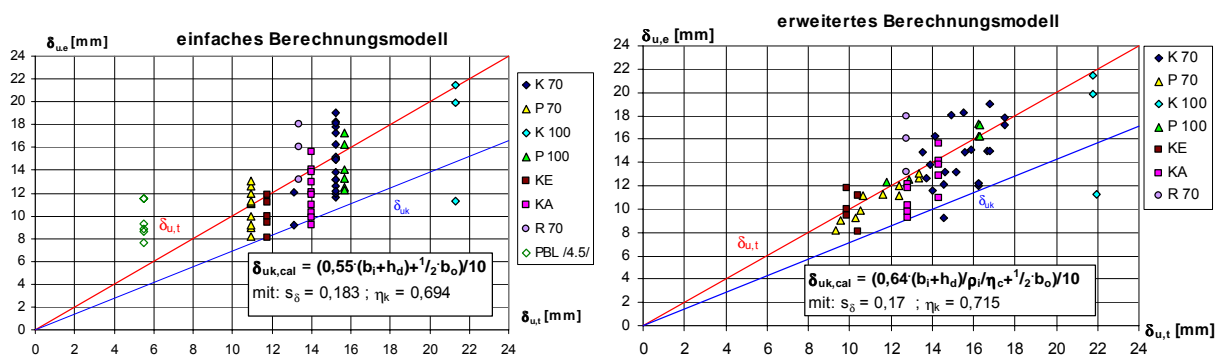 einfaches Berechnungsmodell
δu,e [mm]
24
22
20
18
16
14
12
10
8
6
4
2
0
0 2 4 6 8 10 12 14 16 18 20 22 24
δu,t [mm]
δu,t
δuk
δuk,cal = (0,55·(bi+hd)+1/2·bo)/10
mit: sδ = 0,183 ; ηk = 0,694
K 70
P 70
K 100
P 100
KE
KA
R 70
PBL /4.5/
erweitertes Berechnungsmodell
δu,e [mm]
24
22
20
18
16
14
12
10
8
6
4
2
0
0 2 4 6 8 10 12 14 16 18 20 22 24
δu,t [mm]
δu,t
δuk
δuk,cal = (0,64·(bi+hd)/ρi/ηc+1/2·bo)/10
mit: sδ = 0,17 ; ηk = 0,715
K 70
P 70
K 100
P 100
KE
KA
R 70